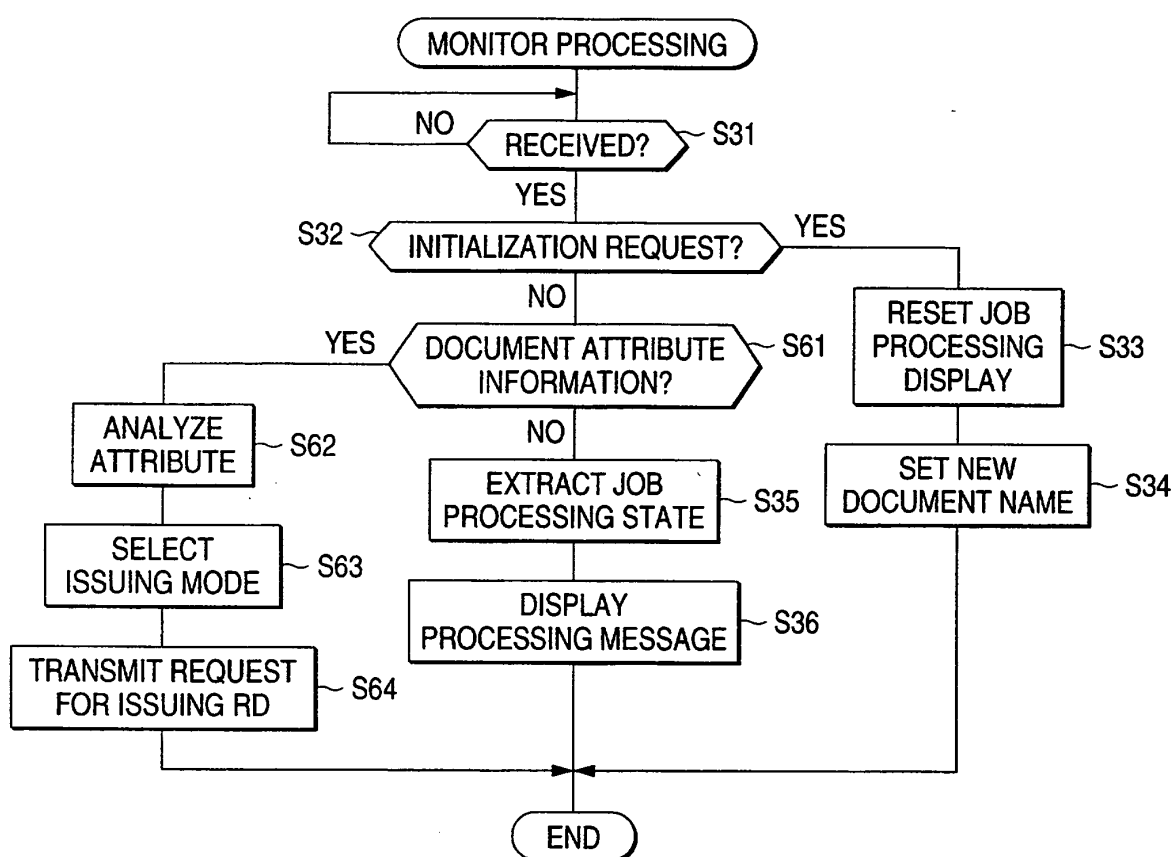 MONITOR PROCESSING
NO
RECEIVED?
S31
YES
S32
INITIALIZATION REQUEST?
YES
NO
YES
DOCUMENT ATTRIBUTE
INFORMATION?
S61
RESET JOB
PROCESSING
DISPLAY
S33
ANALYZE
ATTRIBUTE
S62
NO
EXTRACT JOB
PROCESSING STATE
S35
SET NEW
DOCUMENT NAME
S34
SELECT
ISSUING MODE
S63
DISPLAY
PROCESSING MESSAGE
S36
TRANSMIT REQUEST
FOR ISSUING RD
S64
END